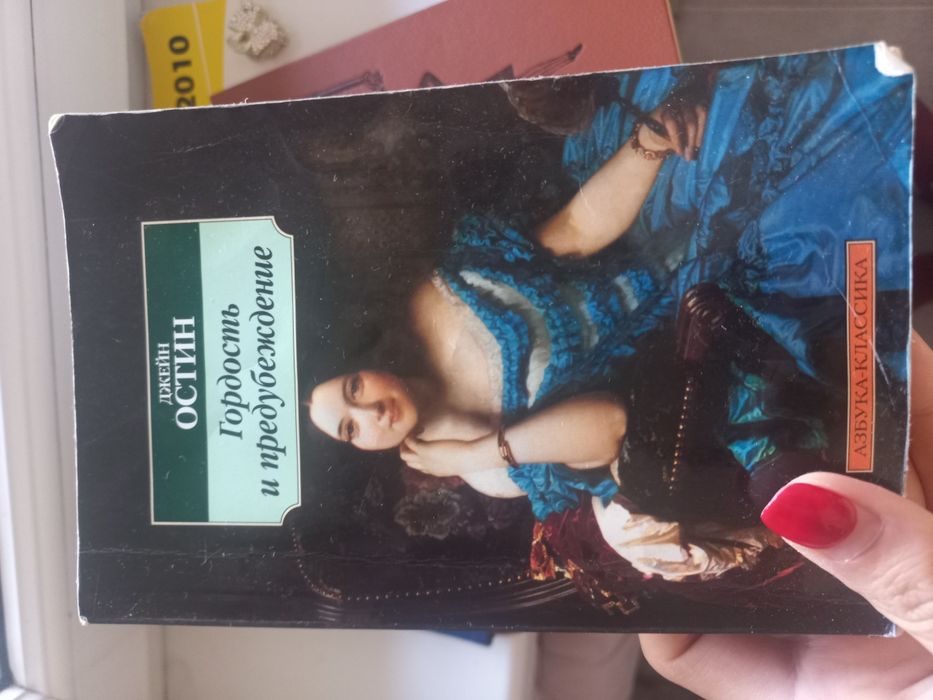 ДЖЕЙН
ОСТИН
Гордость
и предубеждение
АЗБУКА-КЛАССИКА
2010